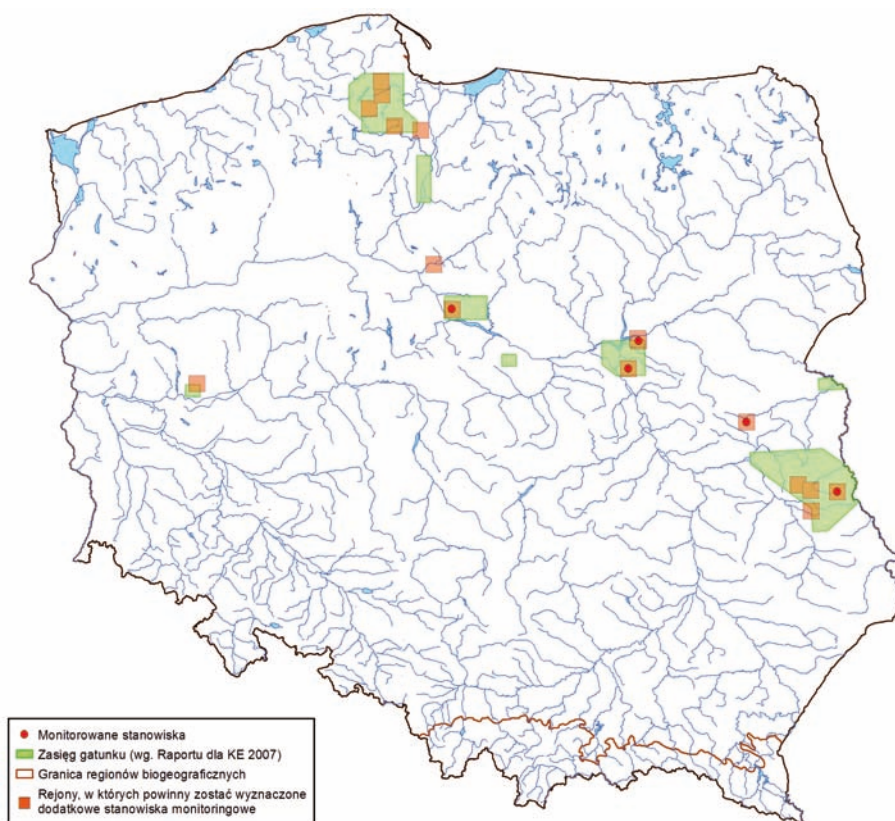 Monitorowane stanowiska
Zasięg gatunku (wg. Raportu dla KE 2007)
Granica regionów biogeograficznych
Rejony, w których powinny zostać wyznaczone
dodatkowe stanowiska monitoringowe